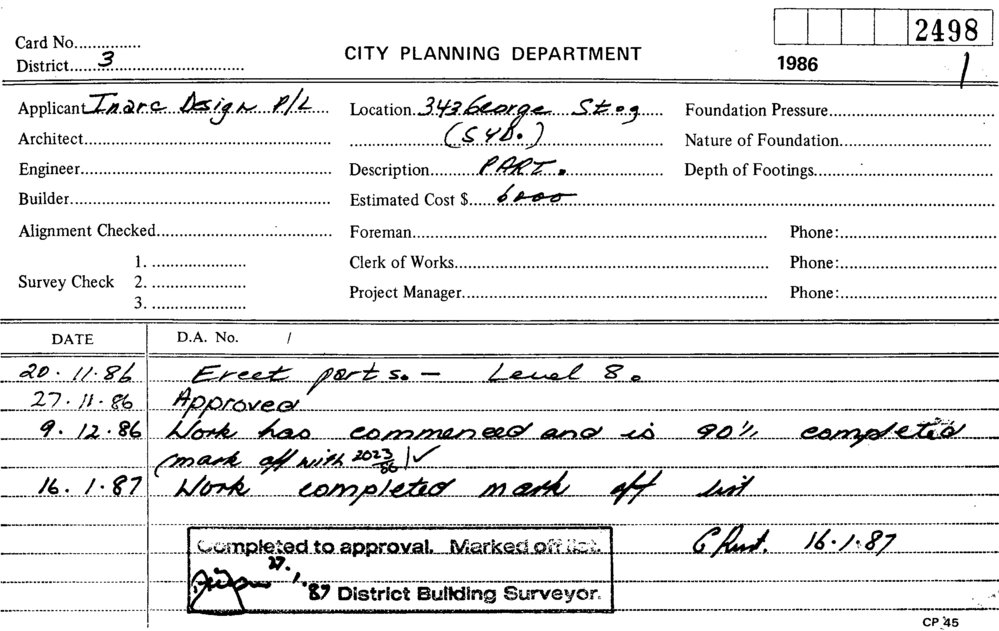 2498
Card No...............
District......3
CITY PLANNING DEPARTMENT
1986
1
Applicant Inarc Design P/L Location 343 George St Foundation Pressure
Architect (SYD.) Nature of Foundation
Engineer Description PART. Depth of Footings
Builder Estimated Cost $ 6000
Alignment Checked Foreman Phone:
1. Clerk of Works Phone:
Survey Check 2.
Project Manager Phone:
3.
DATE D.A. No. /
20.11.86 Erect parts. - Level 8.
27.11.86 Approved
9.12.86 Work has commenced and is 90% completed
(mark off with 2023/86) ✓
16.1.87 Work completed mark off list
16.1.87
Completed to approval. Marked off list.
27.1.87 District Building Surveyor.
CP 45